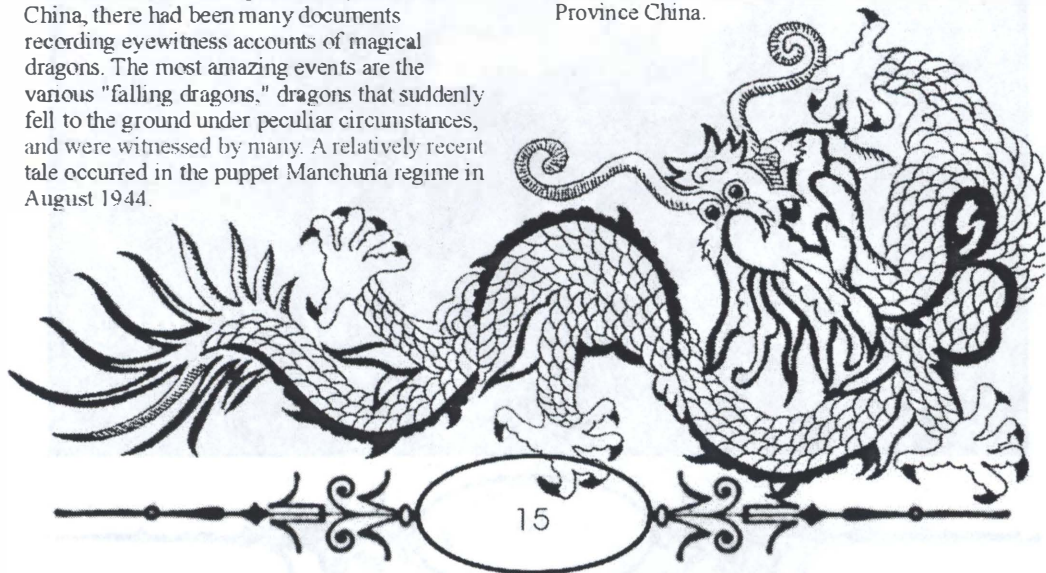 China, there had been many documents
recording eyewitness accounts of magical
dragons. The most amazing events are the
various "falling dragons," dragons that suddenly
fell to the ground under peculiar circumstances,
and were witnessed by many. A relatively recent
tale occurred in the puppet Manchuria regime in
August 1944.
Province China.
15